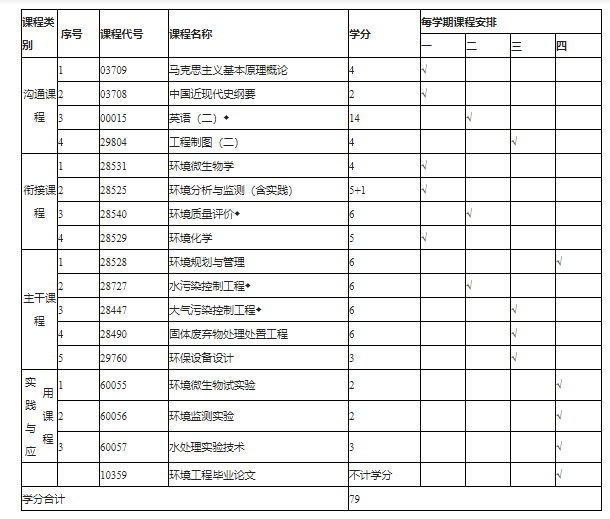 课程类别 序号 课程代号 课程名称 学分 每学期课程安排
一 二 三 四
沟通课程 1 03709 马克思主义基本原理概论 4 √
2 03708 中国近现代史纲要 2 √
3 00015 英语（二）◆ 14 √
4 29804 工程制图（二） 4 √
衔接课程 1 28531 环境微生物学 4 √
2 28525 环境分析与监测（含实践） 5+1 √
3 28540 环境质量评价◆ 6 √
4 28529 环境化学 5 √
主干课程 1 28528 环境规划与管理 6 √
2 28727 水污染控制工程◆ 6 √
3 28447 大气污染控制工程◆ 6 √
4 28490 固体废弃物处理处置工程 6 √
5 29760 环保设备设计 3 √
实践与应用课程 1 60055 环境微生物试实验 2 √
2 60056 环境监测实验 2 √
3 60057 水处理实验技术 3 √
10359 环境工程毕业论文 不计学分 √
学分合计 79